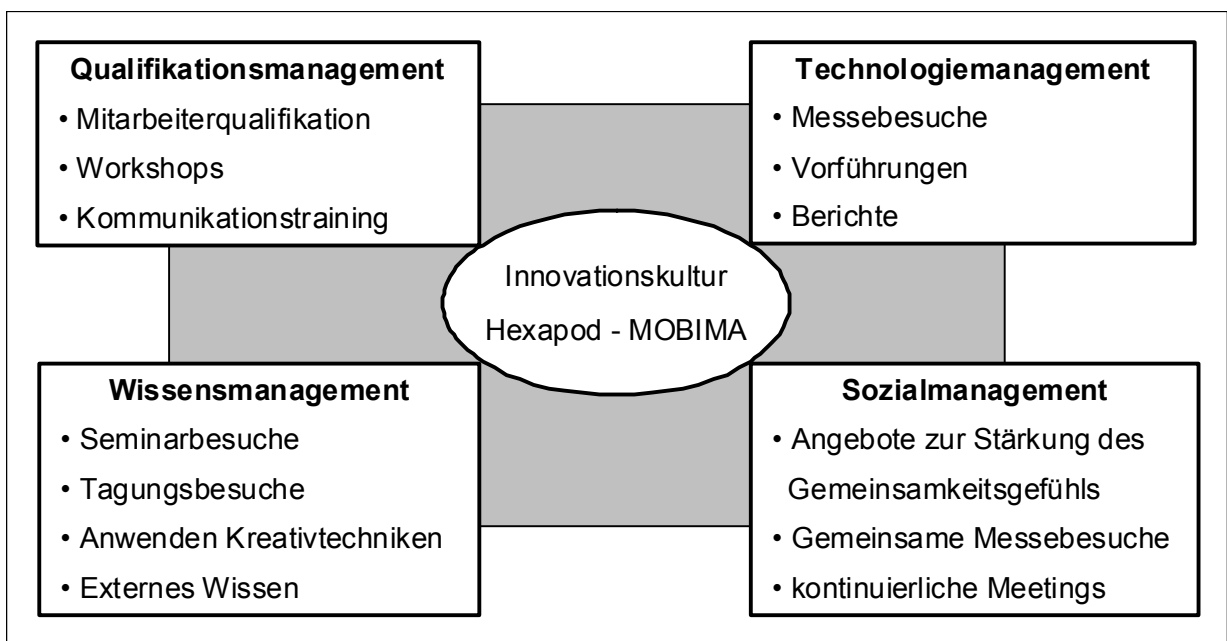 Qualifikationsmanagement
• Mitarbeiterqualifikation
• Workshops
• Kommunikationstraining
Technologiemanagement
• Messebesuche
• Vorführungen
• Berichte
Innovationskultur
Hexapod - MOBIMA
Wissensmanagement
• Seminarbesuche
• Tagungsbesuche
• Anwenden Kreativtechniken
• Externes Wissen
Sozialmanagement
• Angebote zur Stärkung des
Gemeinsamkeitsgefühls
• Gemeinsame Messebesuche
• kontinuierliche Meetings